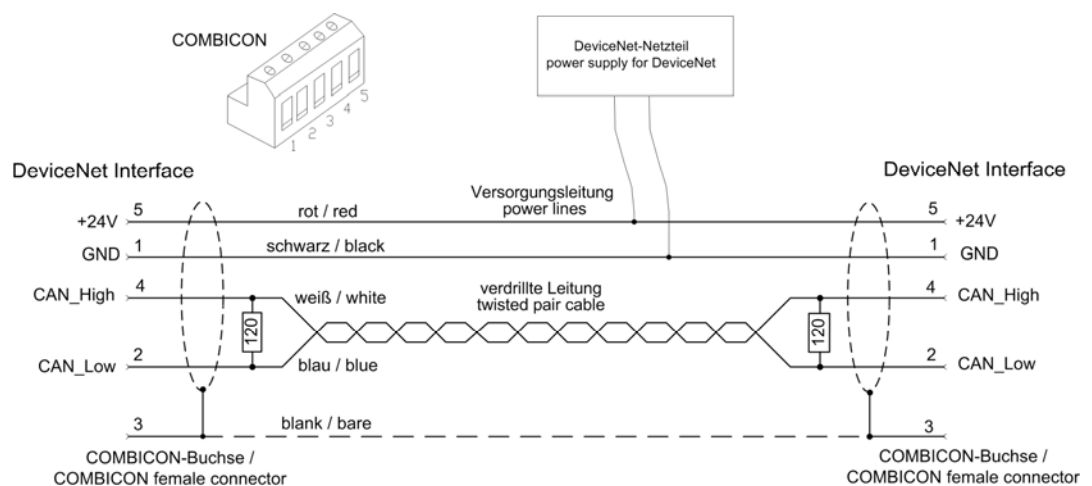 COMBICON
1 2 3 4 5
DeviceNet-Netzteil
power supply for DeviceNet
DeviceNet Interface
DeviceNet Interface
Versorgungsleitung
power lines
+24V 5 rot / red 5 +24V
GND 1 schwarz / black 1 GND
CAN_High 4 weiß / white 4 CAN_High
verdrillte Leitung
twisted pair cable
120 120
CAN_Low 2 blau / blue 2 CAN_Low
3 blank / bare 3
COMBICON-Buchse /
COMBICON female connector
COMBICON-Buchse /
COMBICON female connector